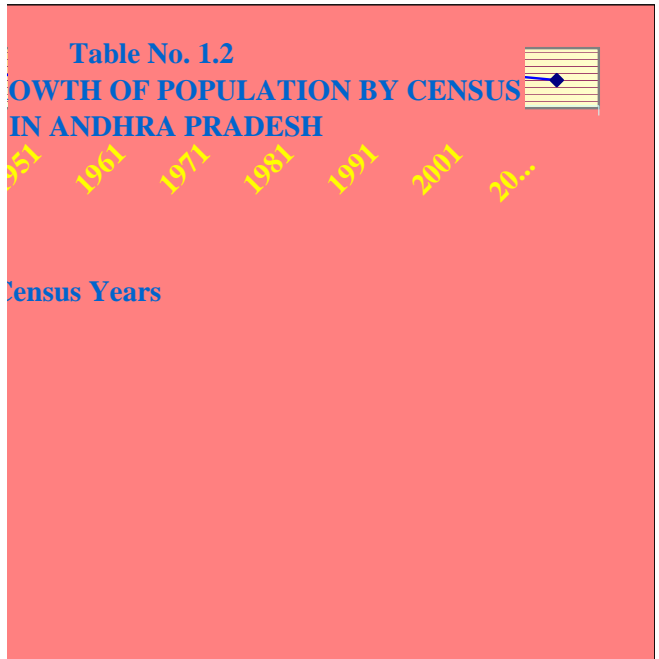 Table No. 1.2
OWTH OF POPULATION BY CENSUS
IN ANDHRA PRADESH
1961 1971 1981 1991 2001 20...
Census Years